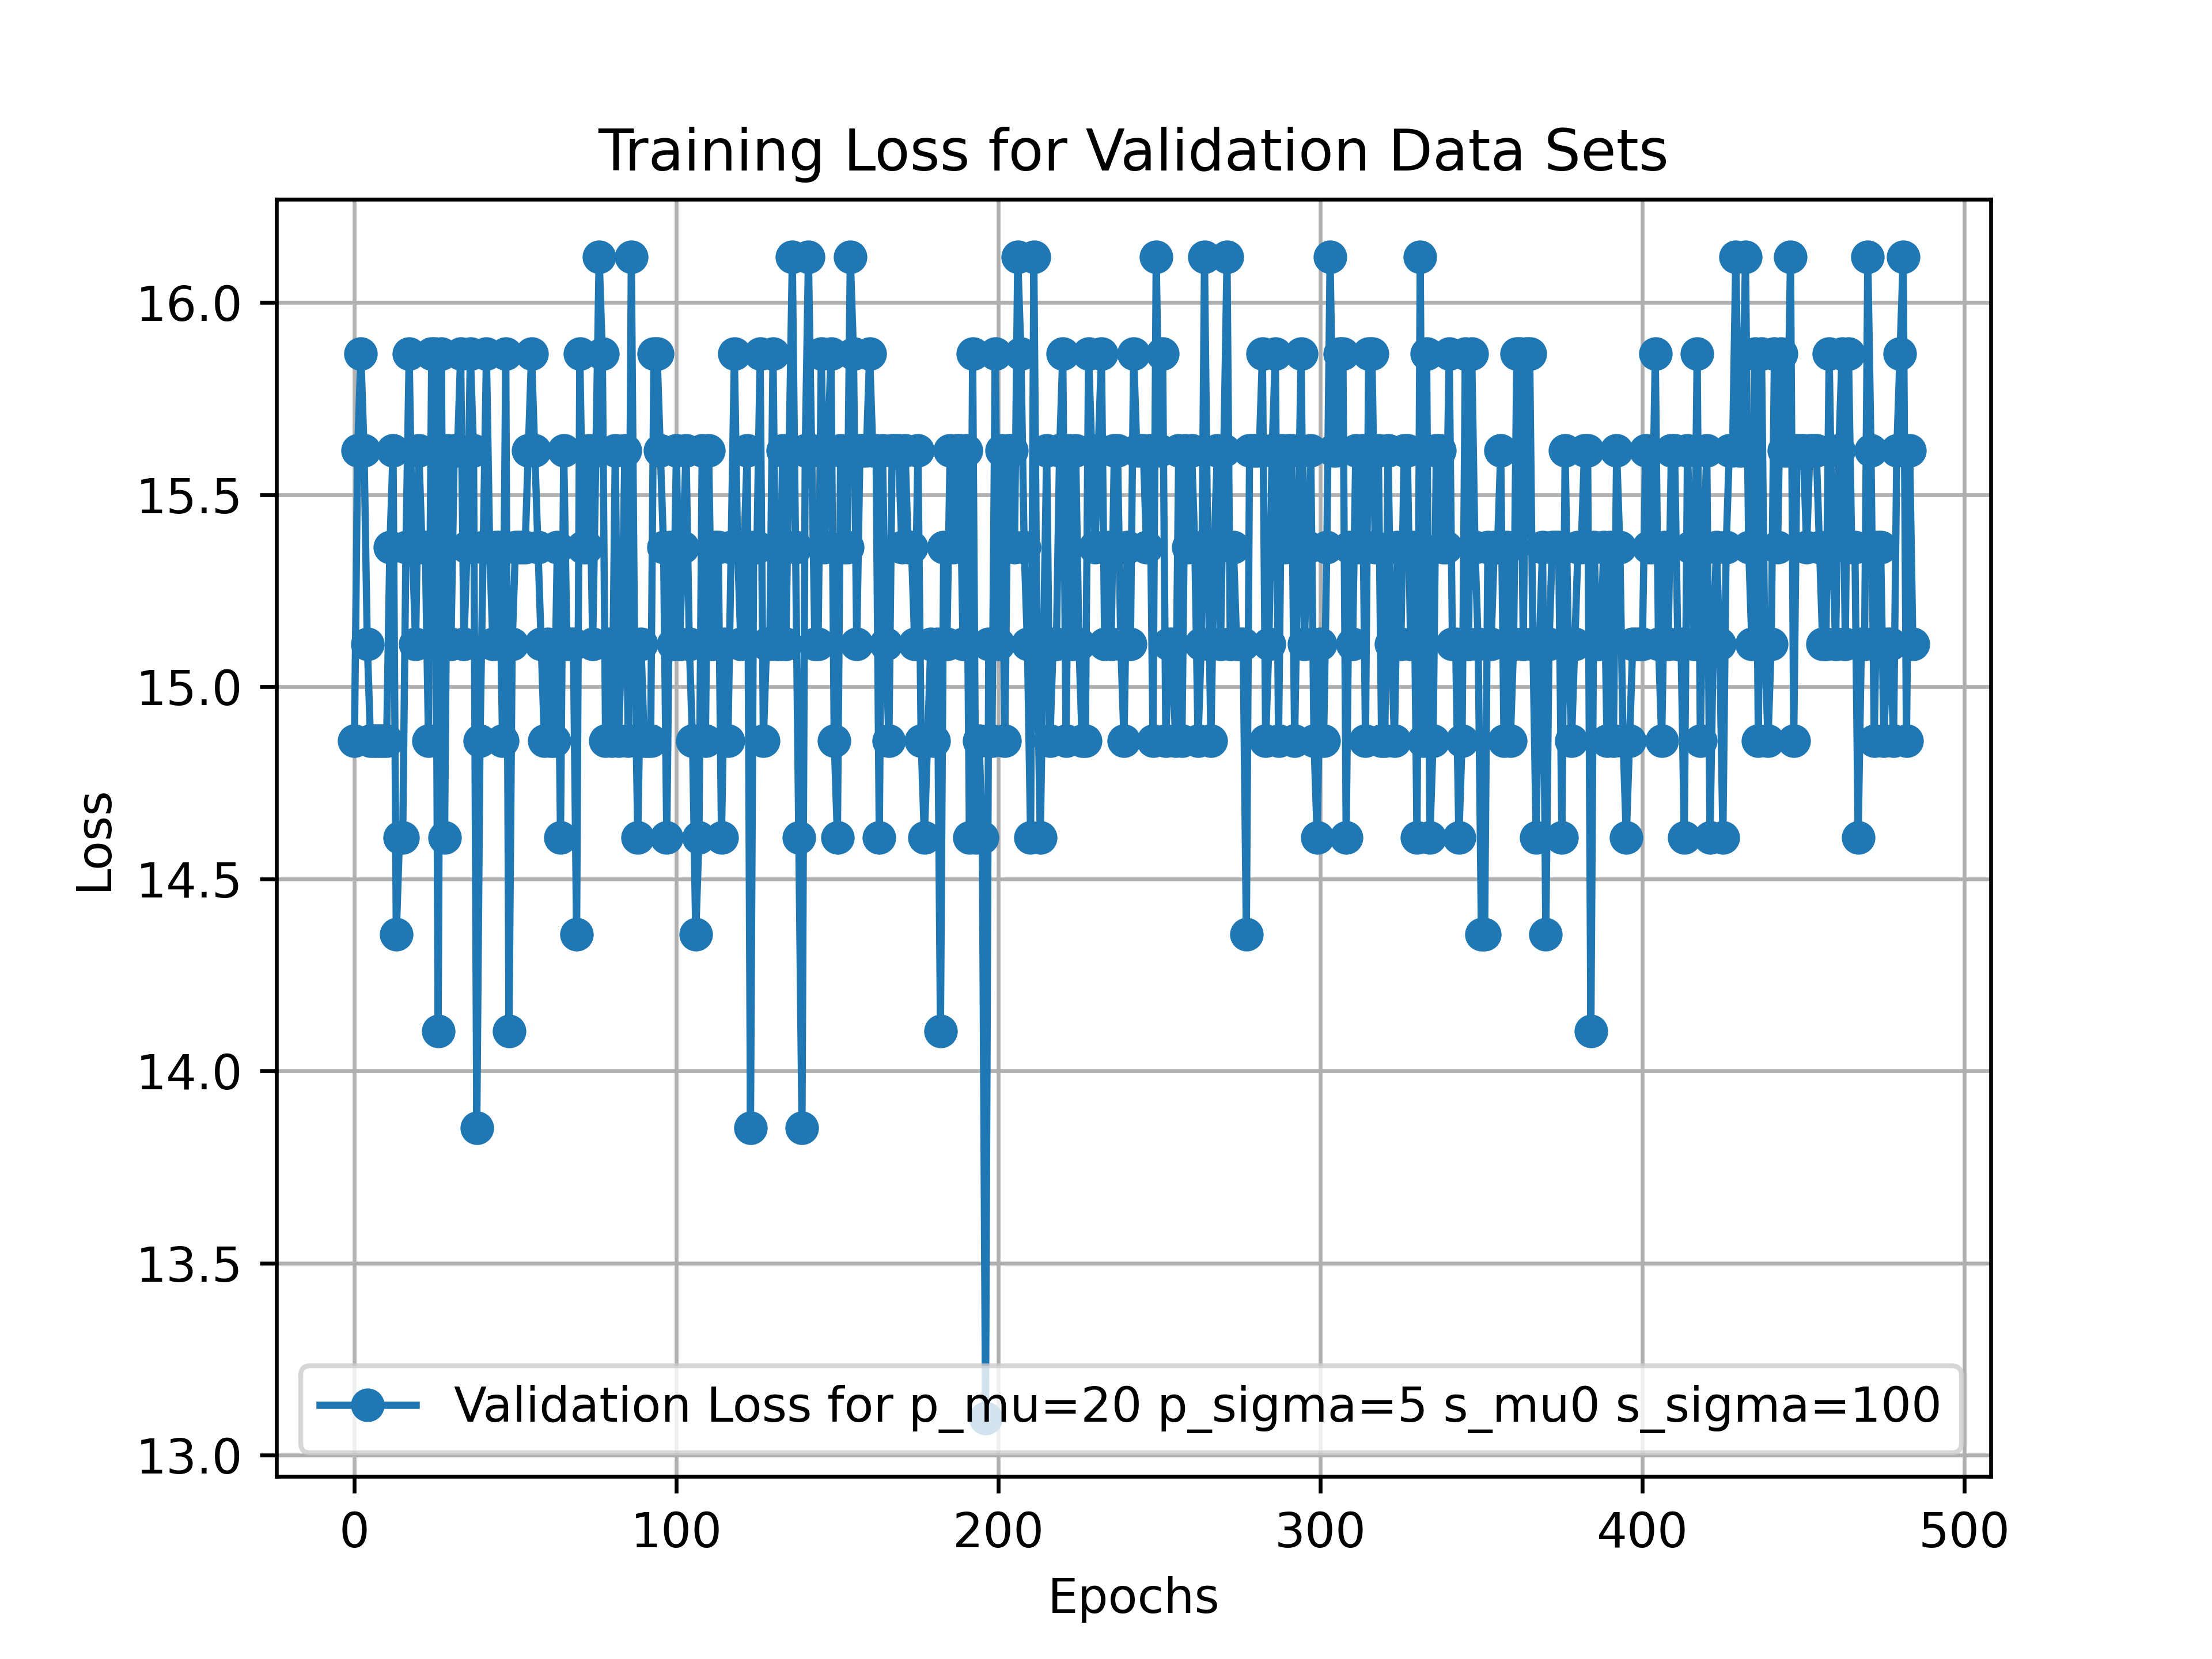 Training Loss for Validation Data Sets
16.0
15.5
15.0
14.5
14.0
13.5
13.0
Loss
Validation Loss for p_mu=20 p_sigma=5 s_mu0 s_sigma=100
0 100 200 300 400 500
Epochs